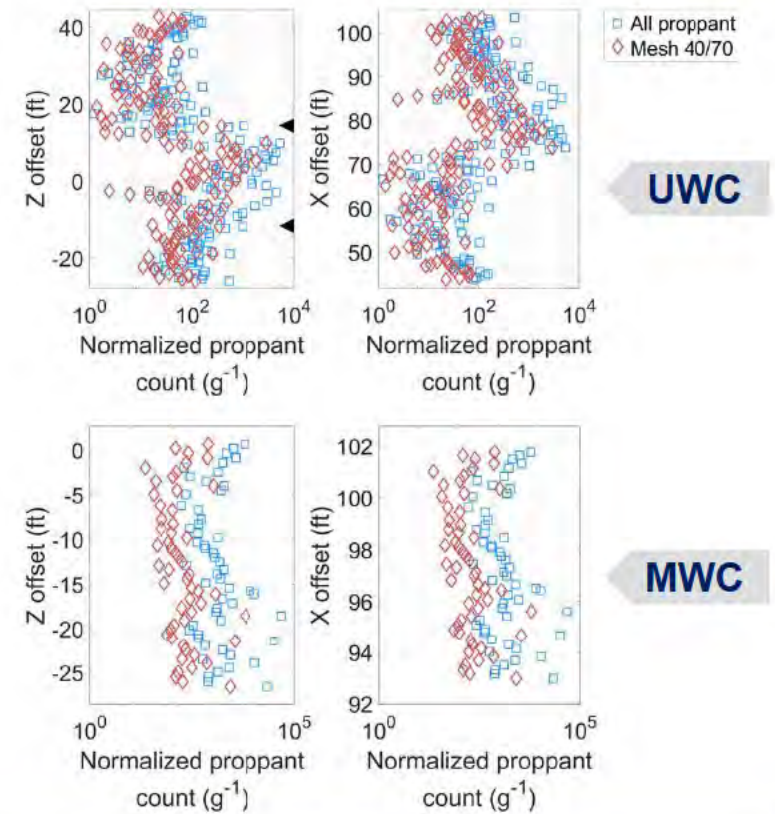 All proppant
Mesh 40/70
40
20
0
-20
Z offset (ft)
10^0
10^2
10^4
Normalized proppant
count (g^-1)
100
90
80
70
60
50
X offset (ft)
10^0
10^2
10^4
Normalized proppant
count (g^-1)
UWC
0
-5
-10
-15
-20
-25
Z offset (ft)
10^0
10^5
Normalized proppant
count (g^-1)
102
100
98
96
94
92
X offset (ft)
10^0
10^5
Normalized proppant
count (g^-1)
MWC